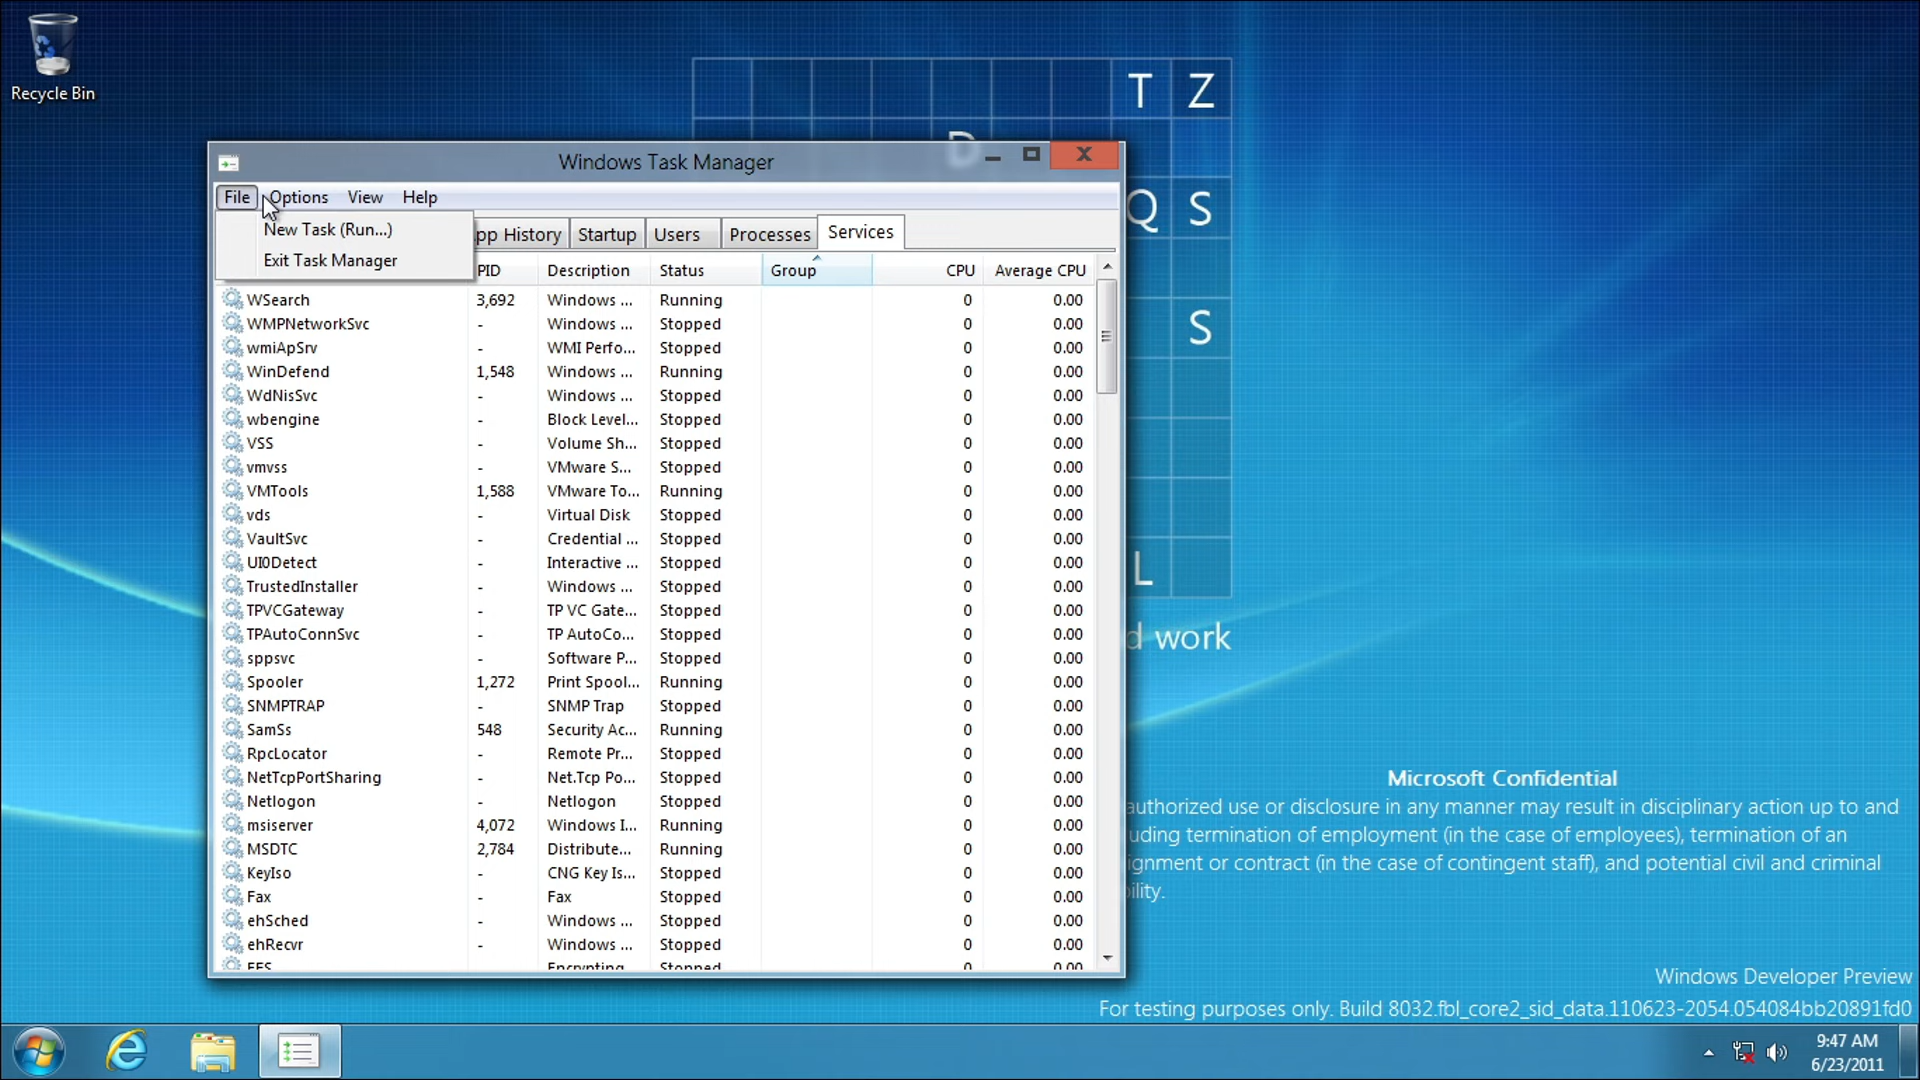 Recycle Bin
T Z
D
Q S
S
L
d work
Windows Task Manager
File Options View Help
New Task (Run...)
Exit Task Manager
pp History Startup Users Processes Services
PID Description Status Group CPU Average CPU
WSearch 3,692 Windows ... Running 0 0.00
WMPNetworkSvc - Windows ... Stopped 0 0.00
wmiApSrv - WMI Perfo... Stopped 0 0.00
WinDefend 1,548 Windows ... Running 0 0.00
WdNisSvc - Windows ... Stopped 0 0.00
wbengine - Block Level... Stopped 0 0.00
VSS - Volume Sh... Stopped 0 0.00
vmvss - VMware S... Stopped 0 0.00
VMTools 1,588 VMware To... Running 0 0.00
vds - Virtual Disk Stopped 0 0.00
VaultSvc - Credential ... Stopped 0 0.00
UI0Detect - Interactive ... Stopped 0 0.00
TrustedInstaller - Windows ... Stopped 0 0.00
TPVCGateway - TP VC Gate... Stopped 0 0.00
TPAutoConnSvc - TP AutoCo... Stopped 0 0.00
sppsvc - Software P... Stopped 0 0.00
Spooler 1,272 Print Spool... Running 0 0.00
SNMPTRAP - SNMP Trap Stopped 0 0.00
SamSs 548 Security Ac... Running 0 0.00
RpcLocator - Remote Pr... Stopped 0 0.00
NetTcpPortSharing - Net.Tcp Po... Stopped 0 0.00
Netlogon - Netlogon Stopped 0 0.00
msiserver 4,072 Windows I... Running 0 0.00
MSDTC 2,784 Distribute... Running 0 0.00
KeyIso - CNG Key Is... Stopped 0 0.00
Fax - Fax Stopped 0 0.00
ehSched - Windows ... Stopped 0 0.00
ehRecvr - Windows ... Stopped 0 0.00
EFS - Encrypting Stopped 0 0.00
Microsoft Confidential
authorized use or disclosure in any manner may result in disciplinary action up to and
uding termination of employment (in the case of employees), termination of an
ignment or contract (in the case of contingent staff), and potential civil and criminal
bility.
Windows Developer Preview
For testing purposes only. Build 8032.fbl_core2_sid_data.110623-2054.054084bb20891fd0
9:47 AM
6/23/2011